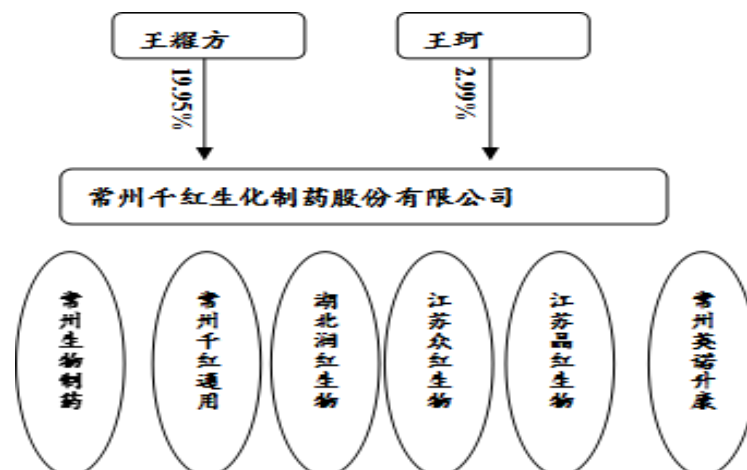 王耀方
王珂
19.95%
2.99%
常州千红生化制药股份有限公司
常州生物制药
常州千红通用
湖北润红生物
江苏众红生物
江苏晶红生物
常州英诺升康